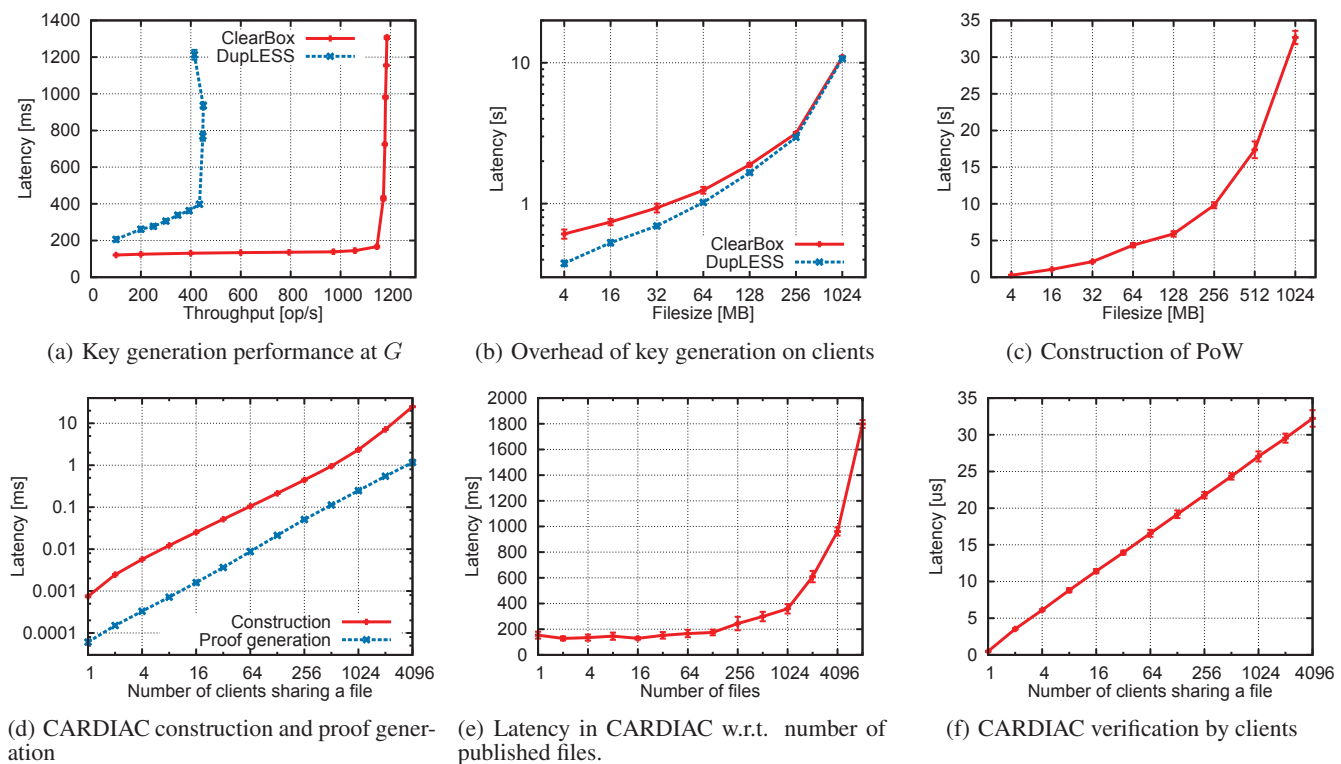 1400
1200
1000
800
600
400
200
0
0 200 400 600 800 1000 1200
Latency [ms]
Throughput [op/s]
ClearBox
DupLESS
(a) Key generation performance at G
10
1
4 16 32 64 128 256 1024
Latency [s]
Filesize [MB]
ClearBox
DupLESS
(b) Overhead of key generation on clients
35
30
25
20
15
10
5
0
4 16 32 64 128 256 512 1024
Latency [s]
Filesize [MB]
(c) Construction of PoW
10
1
0.1
0.01
0.001
0.0001
1 4 16 64 256 1024 4096
Latency [ms]
Number of clients sharing a file
Construction
Proof generation
(d) CARDIAC construction and proof gener-
ation
2000
1800
1600
1400
1200
1000
800
600
400
200
0
1 4 16 64 256 1024 4096
Latency [ms]
Number of files
(e) Latency in CARDIAC w.r.t. number of
published files.
35
30
25
20
15
10
5
0
1 4 16 64 256 1024 4096
Latency [us]
Number of clients sharing a file
(f) CARDIAC verification by clients